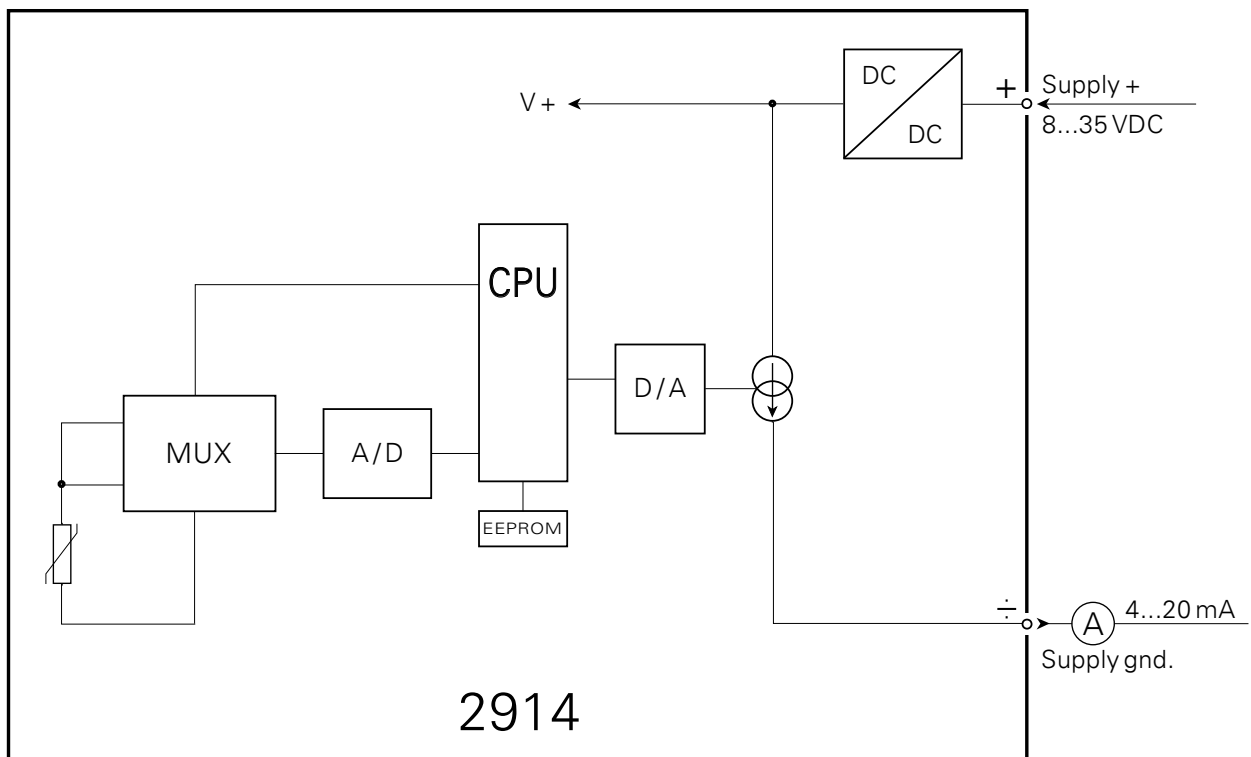 DC
DC
V+
+
Supply +
8...35 VDC
CPU
D/A
MUX
A/D
EEPROM
÷
A
4...20 mA
Supply gnd.
2914